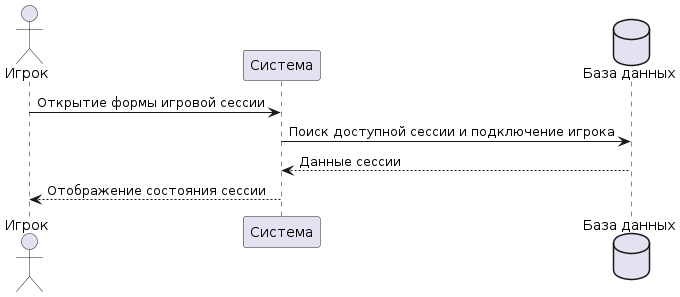 Игрок
Система
База данных
Открытие формы игровой сессии
Поиск доступной сессии и подключение игрока
Данные сессии
Отображение состояния сессии
Игрок
Система
База данных